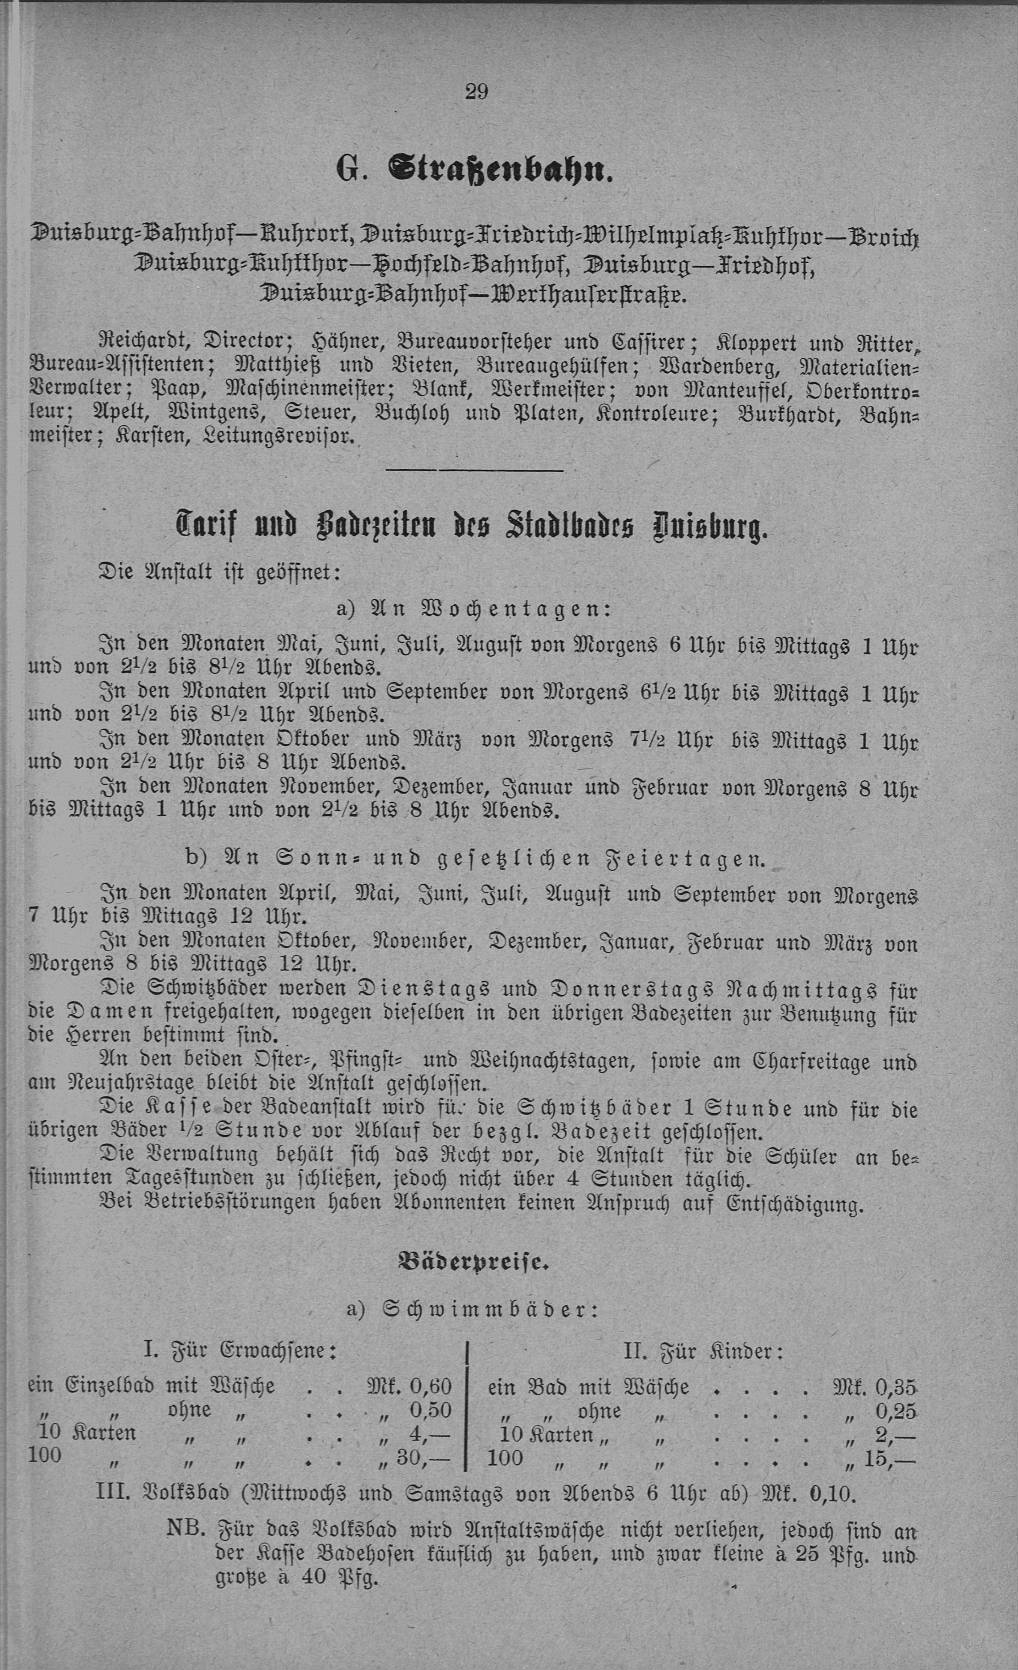 29
G. Straßenbahn.
Duisburg-Bahnhof—Ruhrort, Duisburg-Friedrich-Wilhelmplatz-Kuhthor—Broich
Duisburg-Kuhtthor—Hochfeld-Bahnhof, Duisburg—Friedhof,
Duisburg-Bahnhof—Werthauserstraße.
Reichardt, Director; Hähner, Bureauvorsteher und Cassirer; Kloppert und Ritter,
Bureau-Assistenten; Matthieß und Vieten, Bureaugehülfen; Wardenberg, Materialien-
Verwalter; Paap, Maschinenmeister; Blank, Werkmeister; von Manteuffel, Oberkontro-
leur; Apelt, Wintgens, Steuer, Buchloh und Platen, Kontroleure; Burkhardt, Bahn-
meister; Karsten, Leitungsrevisor.
Tarif und Badezeiten des Stadtbades Duisburg.
Die Anstalt ist geöffnet:
a) An Wochentagen:
In den Monaten Mai, Juni, Juli, August von Morgens 6 Uhr bis Mittags 1 Uhr
und von 2½ bis 8½ Uhr Abends.
In den Monaten April und September von Morgens 6½ Uhr bis Mittags 1 Uhr
und von 2½ bis 8½ Uhr Abends.
In den Monaten Oktober und März von Morgens 7½ Uhr bis Mittags 1 Uhr
und von 2½ Uhr bis 8 Uhr Abends.
In den Monaten November, Dezember, Januar und Februar von Morgens 8 Uhr
bis Mittags 1 Uhr und von 2½ bis 8 Uhr Abends.
b) An Sonn- und gesetzlichen Feiertagen.
In den Monaten April, Mai, Juni, Juli, August und September von Morgens
7 Uhr bis Mittags 12 Uhr.
In den Monaten Oktober, November, Dezember, Januar, Februar und März von
Morgens 8 bis Mittags 12 Uhr.
Die Schwitzbäder werden Dienstags und Donnerstags Nachmittags für
die Damen freigehalten, wogegen dieselben in den übrigen Badezeiten zur Benutzung für
die Herren bestimmt sind.
An den beiden Oster-, Pfingst- und Weihnachtstagen, sowie am Charfreitage und
am Neujahrstage bleibt die Anstalt geschlossen.
Die Kasse der Badeanstalt wird für die Schwitzbäder 1 Stunde und für die
übrigen Bäder ½ Stunde vor Ablauf der bezgl. Badezeit geschlossen.
Die Verwaltung behält sich das Recht vor, die Anstalt für die Schüler an be-
stimmten Tagesstunden zu schließen, jedoch nicht über 4 Stunden täglich.
Bei Betriebsstörungen haben Abonnenten keinen Anspruch auf Entschädigung.
Bäderpreise.
a) Schwimmbäder:
I. Für Erwachsene:
ein Einzelbad mit Wäsche . . Mk. 0,60
„ „ ohne „ . . „ 0,50
10 Karten „ „ . . „ 4,—
100 „ „ „ . . „ 30,—
II. Für Kinder:
ein Bad mit Wäsche . . . . Mk. 0,35
„ „ ohne „ . . . . „ 0,25
10 Karten „ „ . . . . „ 2,—
100 „ „ „ . . . . „ 15,—
III. Volksbad (Mittwochs und Samstags von Abends 6 Uhr ab) Mk. 0,10.
NB. Für das Volksbad wird Anstaltswäsche nicht verliehen, jedoch sind an
der Kasse Badehosen käuflich zu haben, und zwar kleine à 25 Pfg. und
große à 40 Pfg.